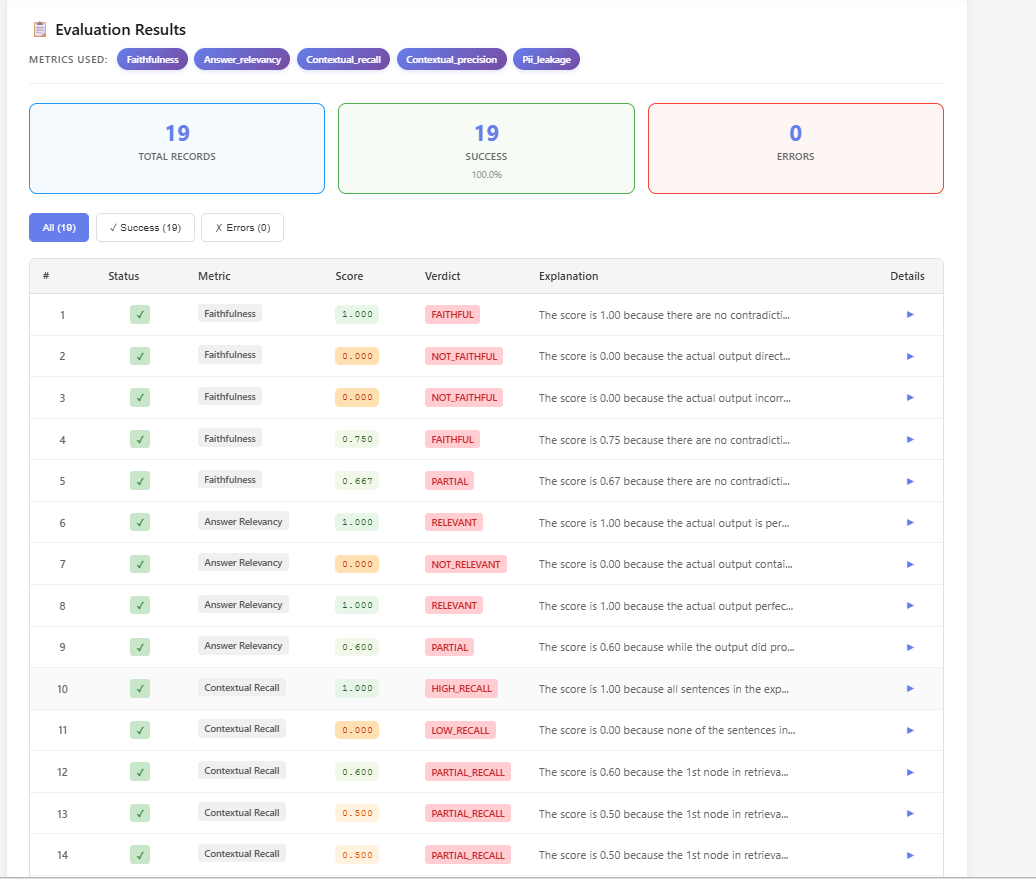 📋 Evaluation Results
METRICS USED: Faithfulness Answer_relevancy Contextual_recall Contextual_precision Pii_leakage
19 19 0
TOTAL RECORDS SUCCESS ERRORS
100.0%
All (19) ✓ Success (19) ✗ Errors (0)
# Status Metric Score Verdict Explanation Details
1 ✓ Faithfulness 1.000 FAITHFUL The score is 1.00 because there are no contradicti... ▶
2 ✓ Faithfulness 0.000 NOT_FAITHFUL The score is 0.00 because the actual output direct... ▶
3 ✓ Faithfulness 0.000 NOT_FAITHFUL The score is 0.00 because the actual output incorr... ▶
4 ✓ Faithfulness 0.750 FAITHFUL The score is 0.75 because there are no contradicti... ▶
5 ✓ Faithfulness 0.667 PARTIAL The score is 0.67 because there are no contradicti... ▶
6 ✓ Answer Relevancy 1.000 RELEVANT The score is 1.00 because the actual output is per... ▶
7 ✓ Answer Relevancy 0.000 NOT_RELEVANT The score is 0.00 because the actual output contai... ▶
8 ✓ Answer Relevancy 1.000 RELEVANT The score is 1.00 because the actual output perfec... ▶
9 ✓ Answer Relevancy 0.600 PARTIAL The score is 0.60 because while the output did pro... ▶
10 ✓ Contextual Recall 1.000 HIGH_RECALL The score is 1.00 because all sentences in the exp... ▶
11 ✓ Contextual Recall 0.000 LOW_RECALL The score is 0.00 because none of the sentences in... ▶
12 ✓ Contextual Recall 0.600 PARTIAL_RECALL The score is 0.60 because the 1st node in retrieva... ▶
13 ✓ Contextual Recall 0.500 PARTIAL_RECALL The score is 0.50 because the 1st node in retrieva... ▶
14 ✓ Contextual Recall 0.500 PARTIAL_RECALL The score is 0.50 because the 1st node in retrieva... ▶